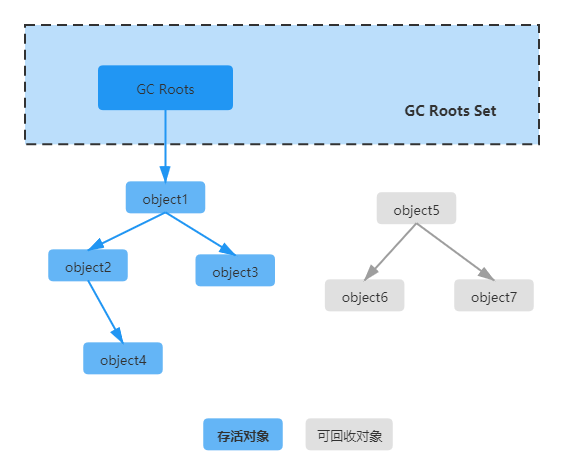 GC Roots
GC Roots Set
object1
object5
object2
object3
object6
object7
object4
存活对象
可回收对象